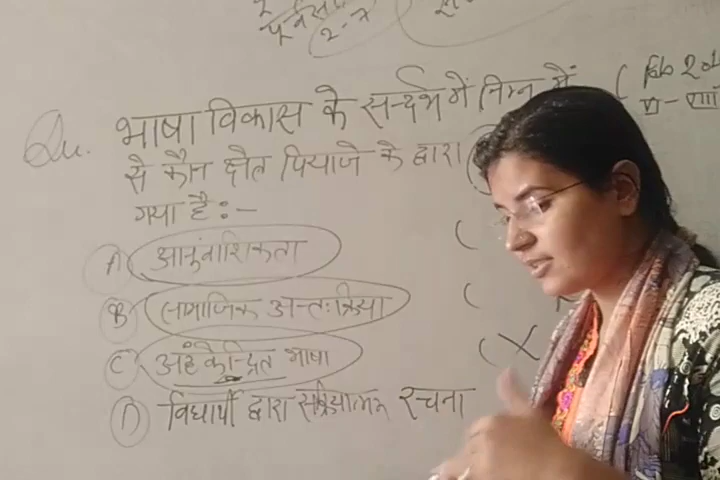 Qu. भाषा विकास के सन्दर्भ में निम्न में
से कौन क्षेत्र पियाजे के द्वारा
गया है :-
A आनुवांशिकता (
B सामाजिक अन्तःक्रिया (
C अहंकेन्द्रित भाषा ( X
D विद्यार्थी द्वारा सक्रियात्मक रचना